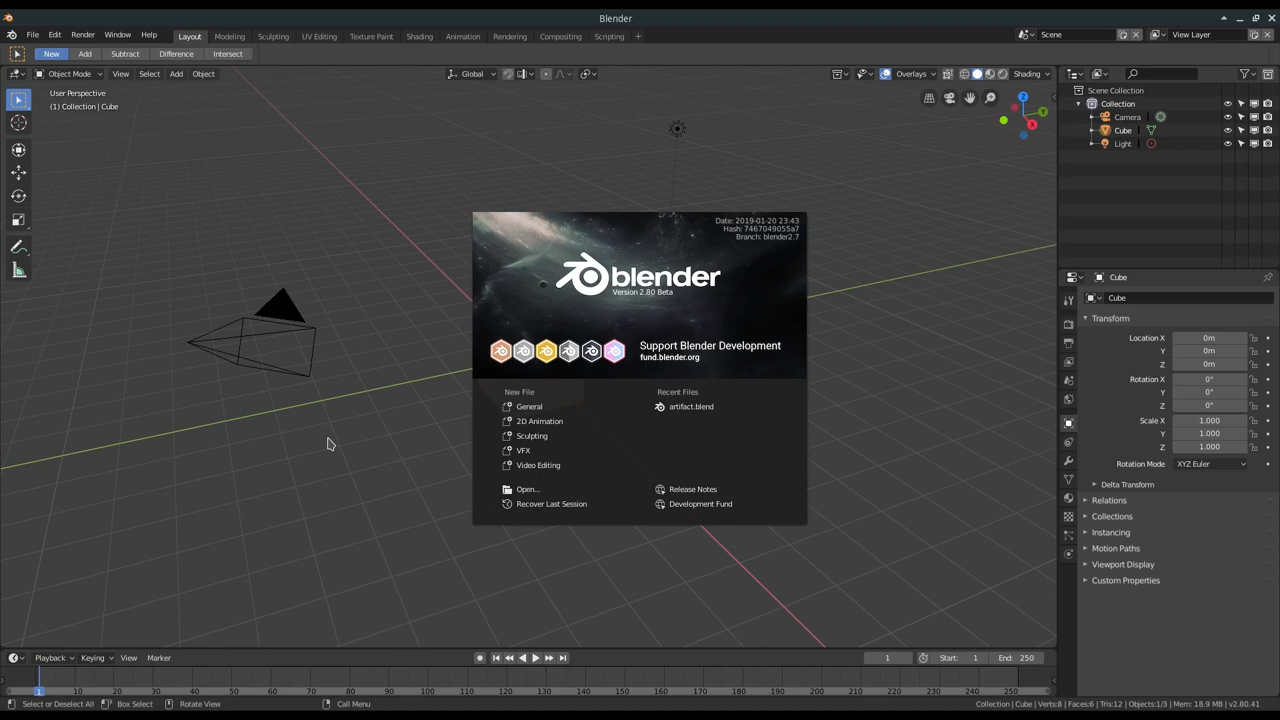 Blender
File Edit Render Window Help Layout Modeling Sculpting UV Editing Texture Paint Shading Animation Rendering Compositing Scripting + Scene View Layer
New Add Subtract Difference Intersect
Object Mode View Select Add Object Global Overlays Shading
User Perspective
(1) Collection | Cube
Z
Y
X
Scene Collection
Collection
Camera
Cube
Light
Date: 2019-01-20 23:43
Hash: 7467049055a7
Branch: blender2.7
blender
Version 2.80 Beta
Support Blender Development
fund.blender.org
New File
General
2D Animation
Sculpting
VFX
Video Editing
Open...
Recover Last Session
Recent Files
artifact.blend
Release Notes
Development Fund
Cube
Cube
Transform
Location X 0m
Y 0m
Z 0m
Rotation X 0°
Y 0°
Z 0°
Scale X 1.000
Y 1.000
Z 1.000
Rotation Mode XYZ Euler
Delta Transform
Relations
Collections
Instancing
Motion Paths
Viewport Display
Custom Properties
Playback Keying View Marker 1 Start: 1 End: 250
1 10 20 30 40 50 60 70 80 90 100 110 120 130 140 150 160 170 180 190 200 210 220 230 240 250
Select or Deselect All Box Select Rotate View Call Menu Collection | Cube | Verts:8 | Faces:6 | Tris:12 | Objects:1/3 | Mem: 18.9 MB | v2.80.41